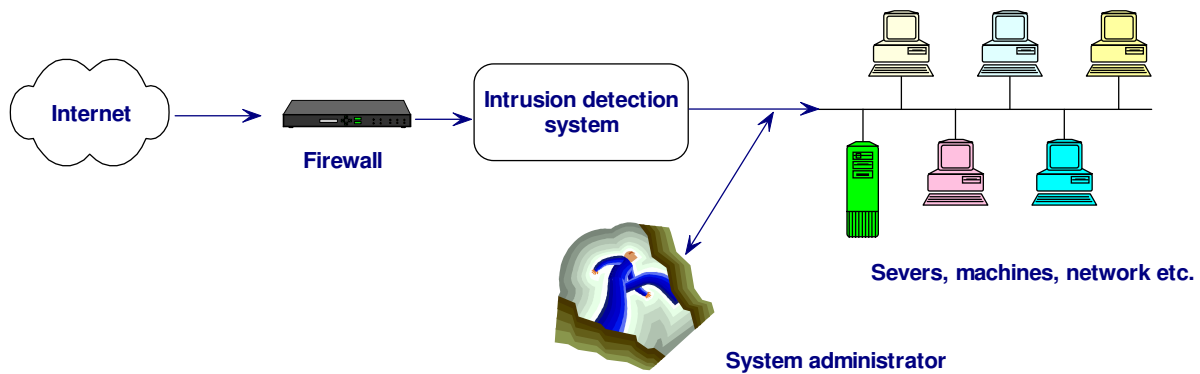 Internet
Firewall
Intrusion detection
system
Severs, machines, network etc.
System administrator